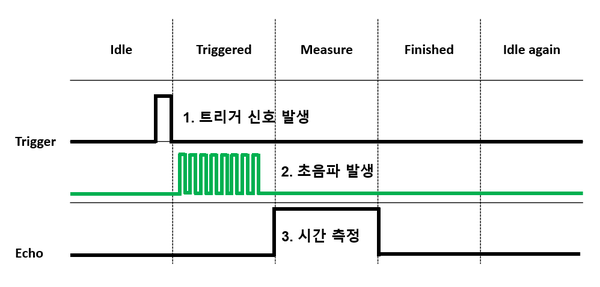 Idle Triggered Measure Finished Idle again
1. 트리거 신호 발생
Trigger
2. 초음파 발생
3. 시간 측정
Echo